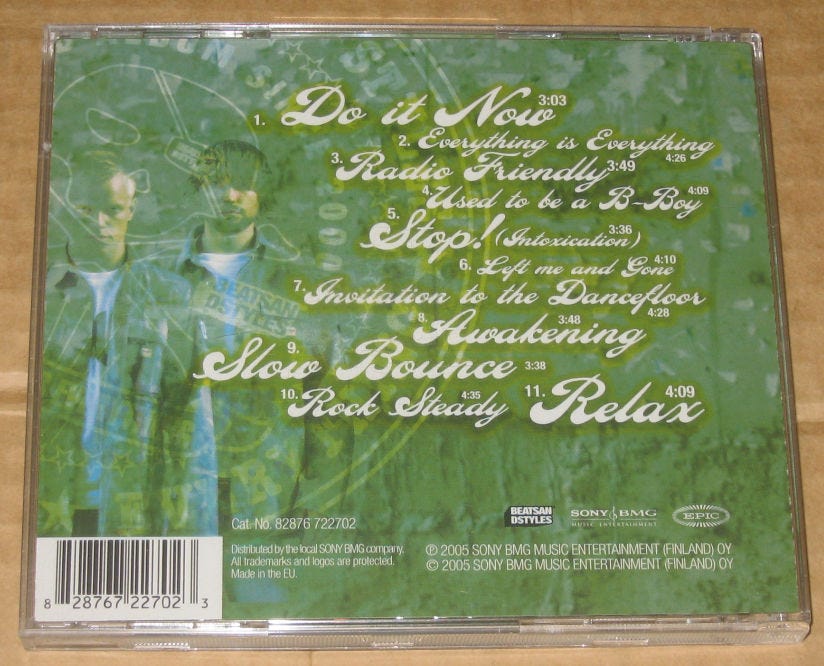 1. Do it Now 3:03
2. Everything is Everything 4:26
3. Radio Friendly 3:49
4. Used to be a B-Boy 4:09
5. Stop! (Intoxication) 3:36
6. Left me and Gone 4:10
7. Invitation to the Dancefloor 4:28
8. Awakening 3:48
9. Slow Bounce 3:38
10. Rock Steady 4:35
11. Relax 4:09
BEATSAN
DSTYLES
BEATSAN
DSTYLES
Cat. No. 82876 722702
BEATSAN
DSTYLES
SONY BMG
MUSIC ENTERTAINMENT
EPIC
Distributed by the local SONY BMG company.
All trademarks and logos are protected.
Made in the EU.
℗ 2005 SONY BMG MUSIC ENTERTAINMENT (FINLAND) OY
© 2005 SONY BMG MUSIC ENTERTAINMENT (FINLAND) OY
8 28767 22702 3